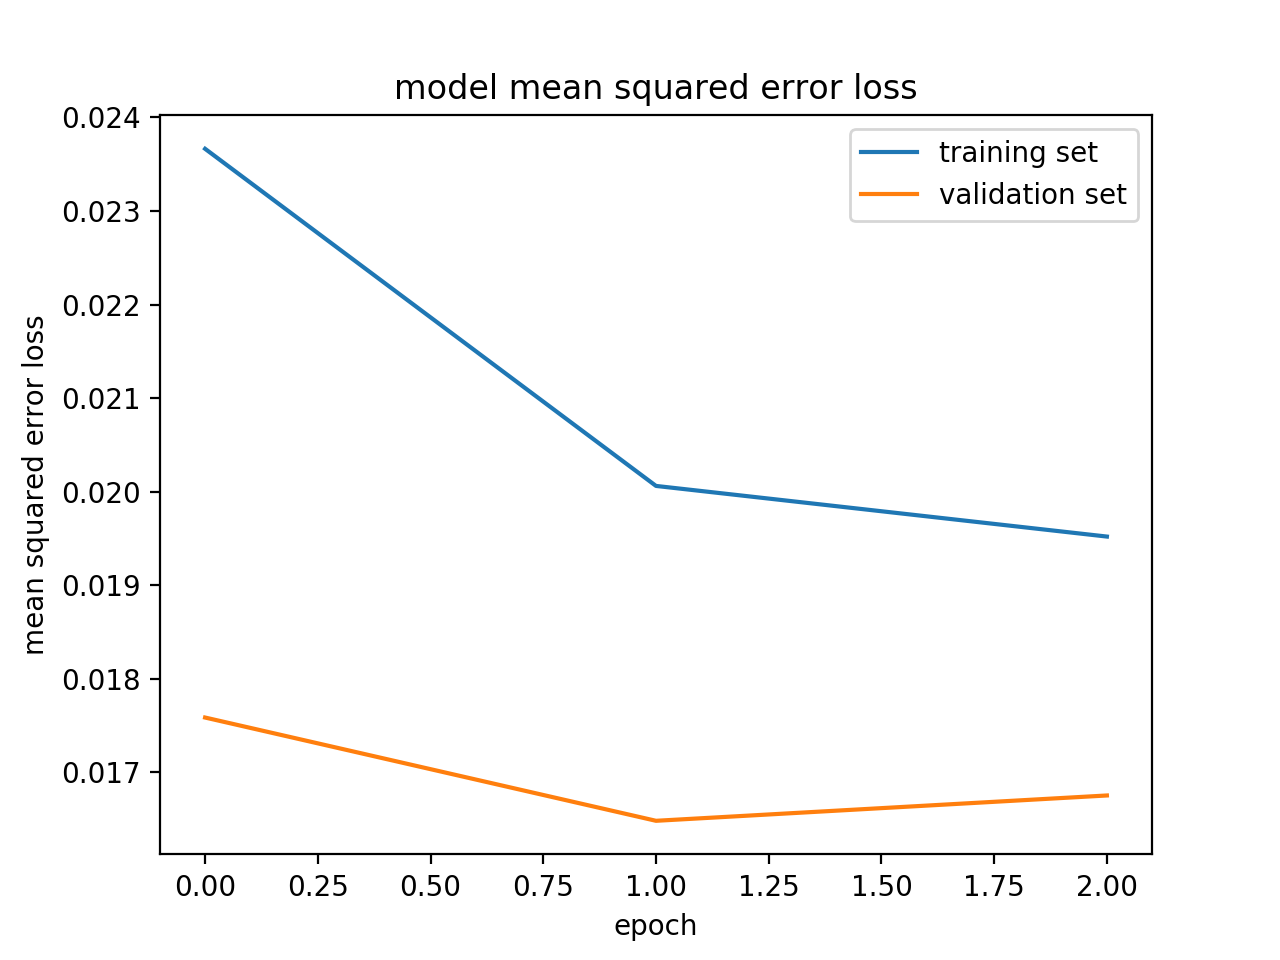 model mean squared error loss
0.024
0.023
0.022
0.021
0.020
0.019
0.018
0.017
mean squared error loss
training set
validation set
0.00 0.25 0.50 0.75 1.00 1.25 1.50 1.75 2.00
epoch